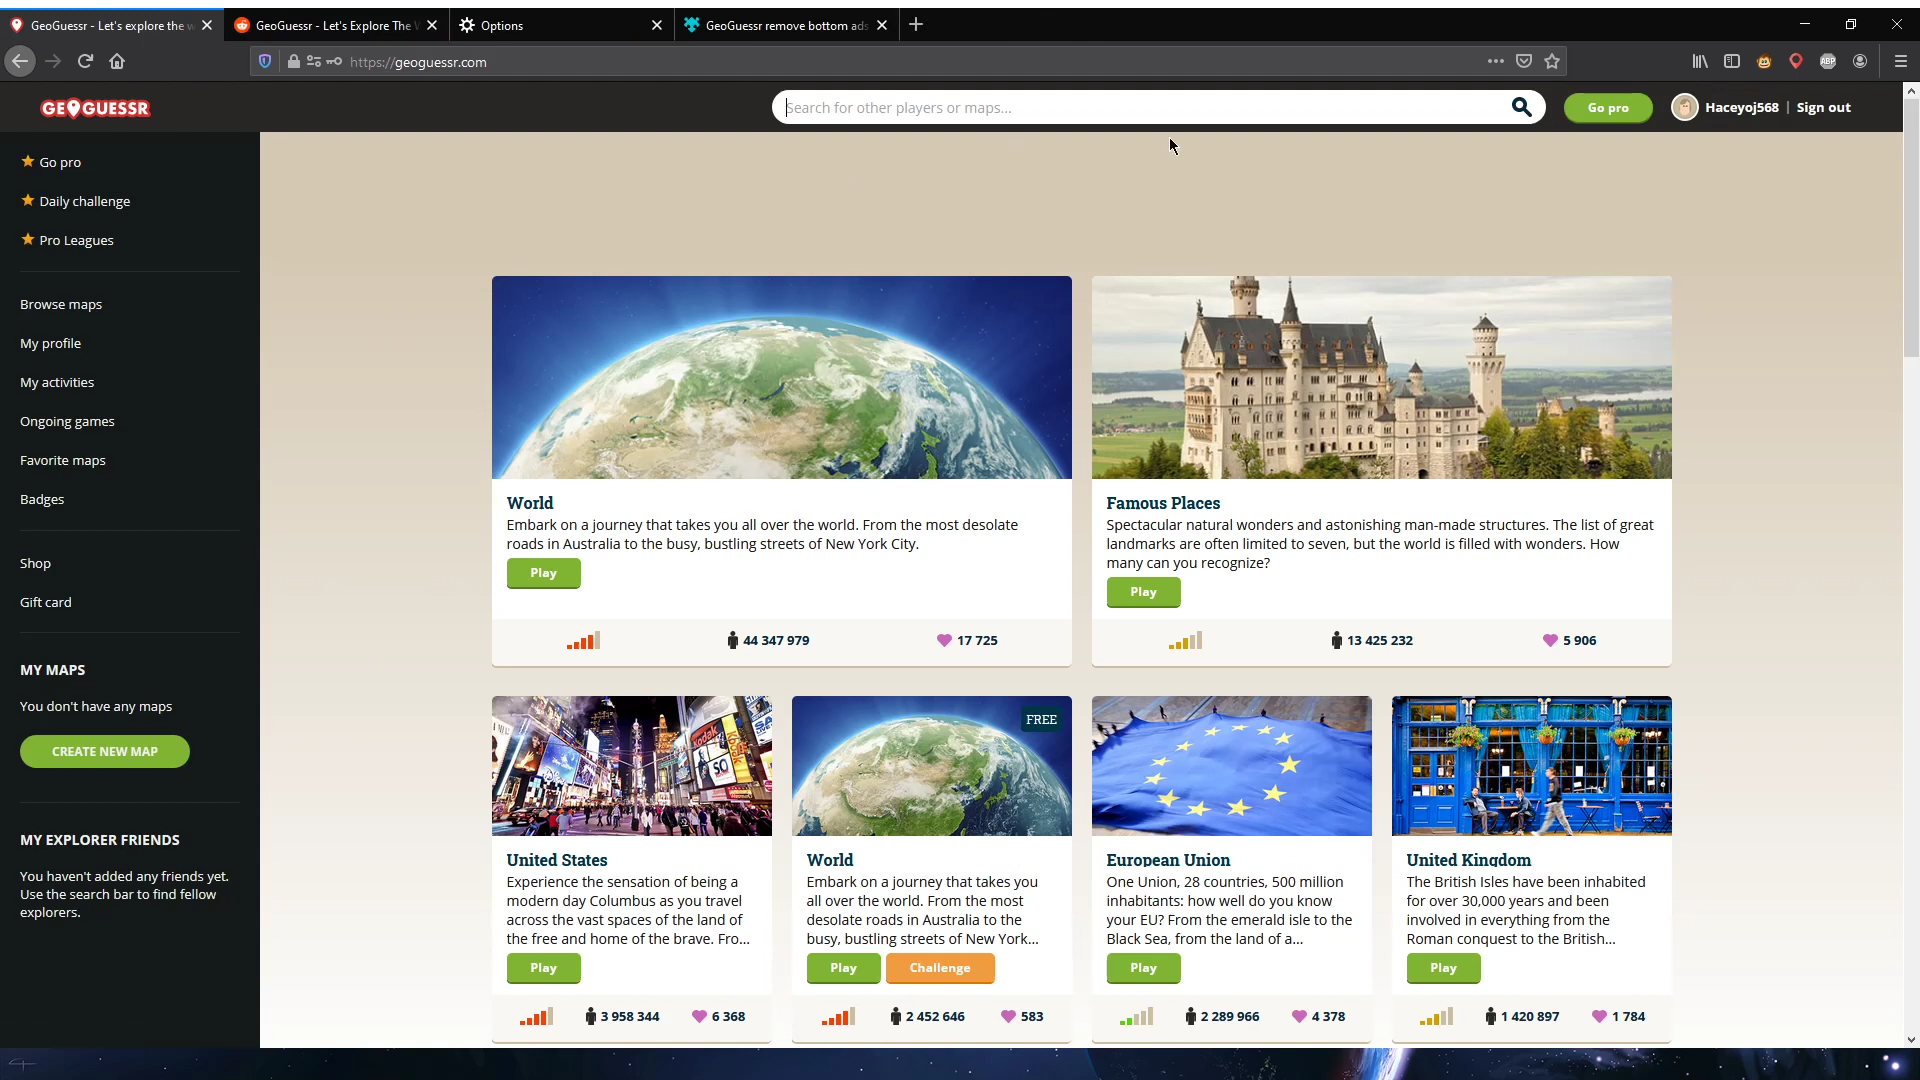 GeoGuessr - Let's explore the w
GeoGuessr - Let's Explore The W
Options
GeoGuessr remove bottom ads
https://geoguessr.com
ABP
GEOGUESSR
Search for other players or maps...
Go pro
Haceyoj568 | Sign out
Go pro
Daily challenge
Pro Leagues
Browse maps
My profile
My activities
Ongoing games
Favorite maps
Badges
Shop
Gift card
MY MAPS
You don't have any maps
CREATE NEW MAP
MY EXPLORER FRIENDS
You haven't added any friends yet.
Use the search bar to find fellow
explorers.
World
Embark on a journey that takes you all over the world. From the most desolate
roads in Australia to the busy, bustling streets of New York City.
Play
44 347 979
17 725
Famous Places
Spectacular natural wonders and astonishing man-made structures. The list of great
landmarks are often limited to seven, but the world is filled with wonders. How
many can you recognize?
Play
13 425 232
5 906
Kodak
United States
Experience the sensation of being a
modern day Columbus as you travel
across the vast spaces of the land of
the free and home of the brave. Fro...
Play
3 958 344
6 368
FREE
World
Embark on a journey that takes you
all over the world. From the most
desolate roads in Australia to the
busy, bustling streets of New York...
Play
Challenge
2 452 646
583
European Union
One Union, 28 countries, 500 million
inhabitants: how well do you know
your EU? From the emerald isle to the
Black Sea, from the land of a...
Play
2 289 966
4 378
United Kingdom
The British Isles have been inhabited
for over 30,000 years and been
involved in everything from the
Roman conquest to the British...
Play
1 420 897
1 784